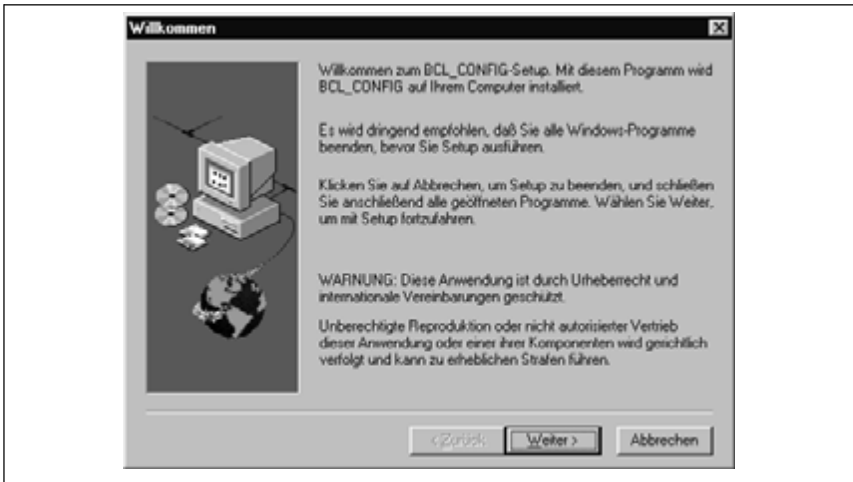 Willkommen
Willkommen zum BCL_CONFIG-Setup. Mit diesem Programm wird
BCL_CONFIG auf Ihrem Computer installiert.
Es wird dringend empfohlen, daß Sie alle Windows-Programme
beenden, bevor Sie Setup ausführen.
Klicken Sie auf Abbrechen, um Setup zu beenden, und schließen
Sie anschließend alle geöffneten Programme. Wählen Sie Weiter,
um mit Setup fortzufahren.
WARNUNG: Diese Anwendung ist durch Urheberrecht und
internationale Vereinbarungen geschützt.
Unberechtigte Reproduktion oder nicht autorisierter Vertrieb
dieser Anwendung oder einer ihrer Komponenten wird gerichtlich
verfolgt und kann zu erheblichen Strafen führen.
< Zurück Weiter > Abbrechen